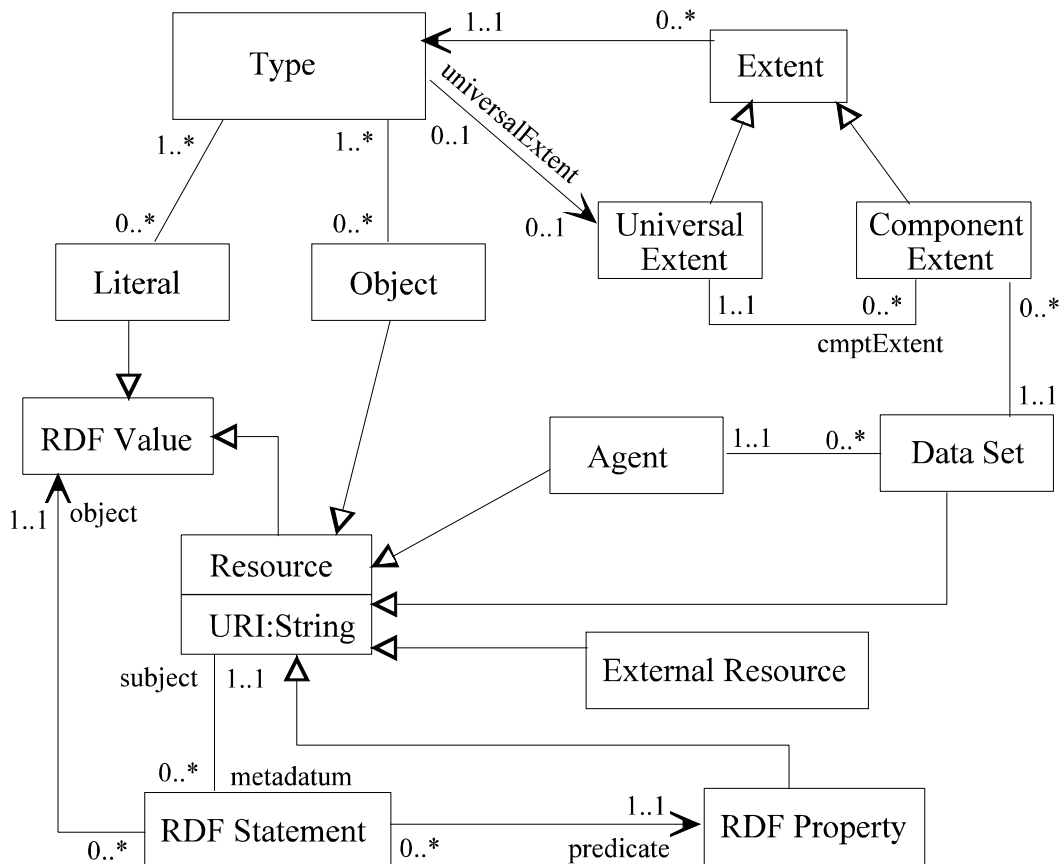 1..1
0..*
Type
Extent
universalExtent
1..*
1..*
0..1
0..*
0..*
0..1
Universal
Extent
Component
Extent
Literal
Object
1..1
0..*
0..*
cmptExtent
1..1
RDF Value
Agent
1..1
0..*
Data Set
1..1
object
Resource
URI:String
subject
1..1
External Resource
0..*
metadatum
1..1
RDF Statement
RDF Property
0..*
0..*
predicate